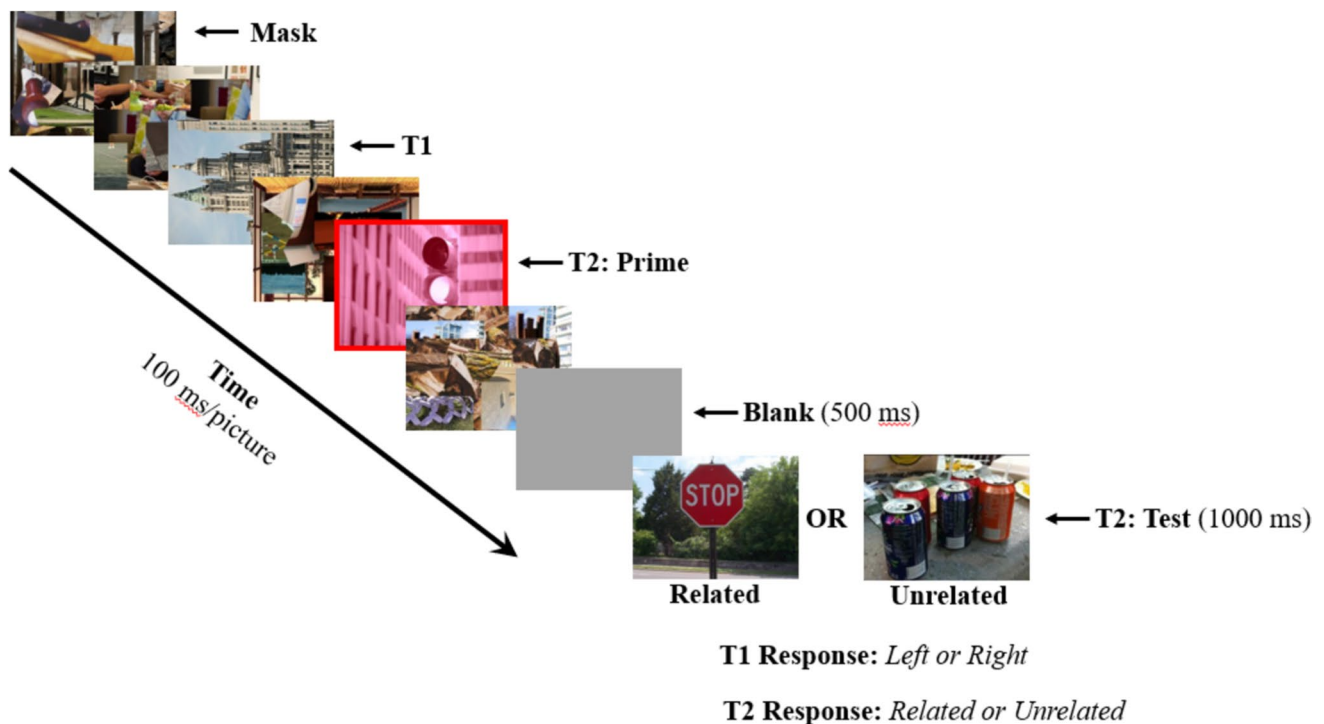 Mask
T1
T2: Prime
Time
100 ms/picture
Blank (500 ms)
STOP
OR
T2: Test (1000 ms)
Related
Unrelated
T1 Response: Left or Right
T2 Response: Related or Unrelated